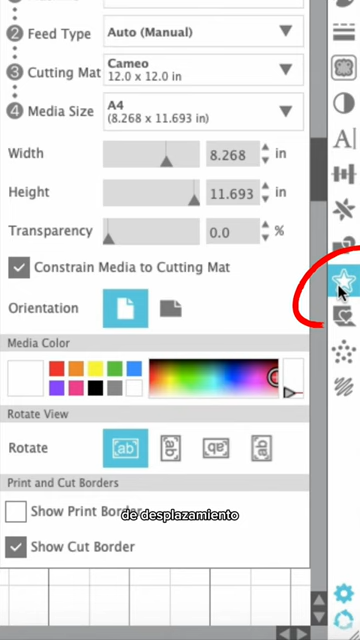 2 Feed Type Auto (Manual)
3 Cutting Mat Cameo
12.0 x 12.0 in
4 Media Size A4
(8.268 x 11.693 in)
Width 8.268 in
Height 11.693 in
Transparency 0.0 %
Constrain Media to Cutting Mat
Orientation
Media Color
Rotate View
Rotate ab ab ab ab
Print and Cut Borders
Show Print Border
de desplazamiento
Show Cut Border
A